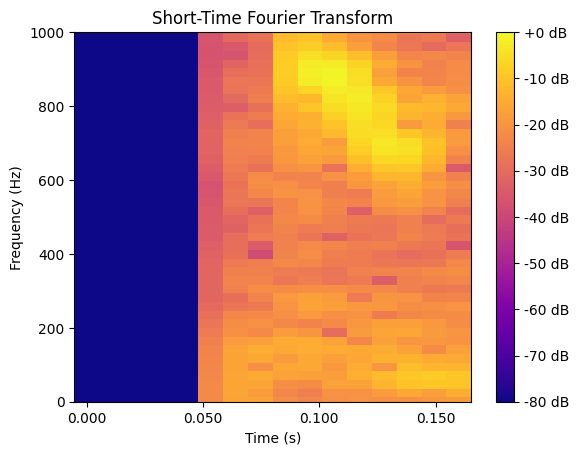 Short-Time Fourier Transform
1000
800
600
400
200
0
Frequency (Hz)
0.000
0.050
0.100
0.150
Time (s)
+0 dB
-10 dB
-20 dB
-30 dB
-40 dB
-50 dB
-60 dB
-70 dB
-80 dB